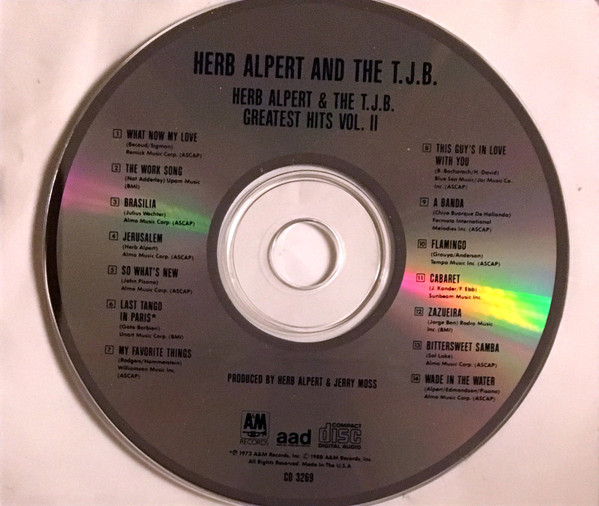 HERB ALPERT AND THE T.J.B.
HERB ALPERT & THE T.J.B.
GREATEST HITS VOL. II
1 WHAT NOW MY LOVE
(Becaud/Sigman)
Remick Music Corp. (ASCAP)
2 THE WORK SONG
(Nat Adderley) Upam Music
(BMI)
3 BRASILIA
(Julius Wechter)
Almo Music Corp. (ASCAP)
4 JERUSALEM
(Herb Alpert)
Almo Music Corp. (ASCAP)
5 SO WHAT'S NEW
(John Pisano)
Almo Music Corp. (ASCAP)
6 LAST TANGO
IN PARIS*
(Gato Barbieri)
Unart Music Corp. (BMI)
7 MY FAVORITE THINGS
(Rodgers/Hammerstein)
Williamson Music Inc.
(ASCAP)
8 THIS GUY'S IN LOVE
WITH YOU
(B. Bacharach/H. David)
Blue Sea Music/Jac Music Co.,
Inc. (ASCAP)
9 A BANDA
(Chico Buarque De Hollanda)
Fermata International
Melodies Inc. (ASCAP)
10 FLAMINGO
(Grouya/Anderson)
Tempo Music Inc. (ASCAP)
11 CABARET
(J. Kander/F. Ebb)
Sunbeam Music Inc.
12 ZAZUEIRA
(Jorge Ben) Rodra Music
Inc. (BMI)
13 BITTERSWEET SAMBA
(Sol Lake)
Almo Music Corp. (ASCAP)
14 WADE IN THE WATER
(Alpert/Edmondson/Pisano)
Almo Music Corp. (ASCAP)
PRODUCED BY HERB ALPERT & JERRY MOSS
A&M
RECORDS
aad
COMPACT
disc
DIGITAL AUDIO
*℗ 1973 A&M Records, Inc. © 1988 A&M Records, Inc.
All Rights Reserved. Made In The U.S.A
CD 3269